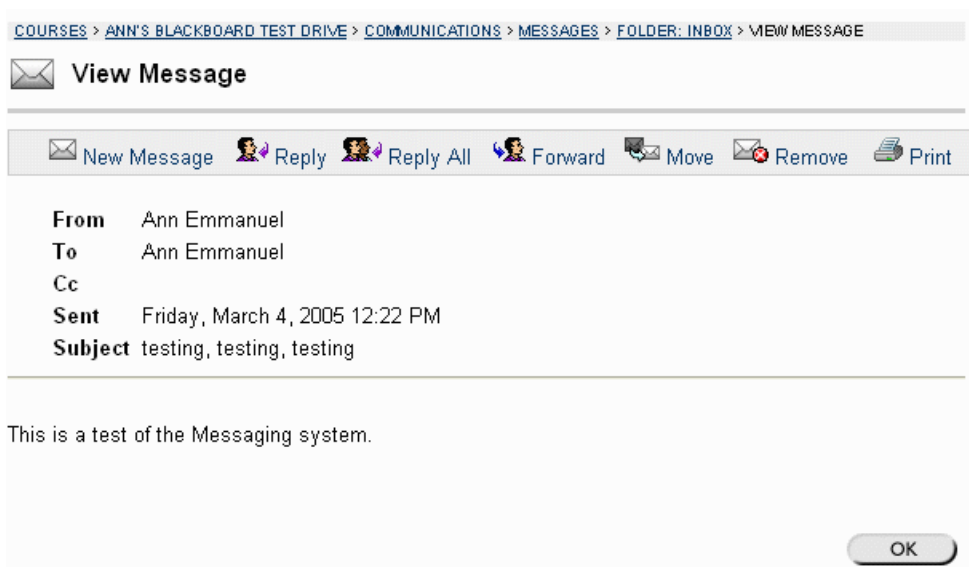 COURSES > ANN'S BLACKBOARD TEST DRIVE > COMMUNICATIONS > MESSAGES > FOLDER: INBOX > VIEW MESSAGE
View Message
New Message Reply Reply All Forward Move Remove Print
From Ann Emmanuel
To Ann Emmanuel
Cc
Sent Friday, March 4, 2005 12:22 PM
Subject testing, testing, testing
This is a test of the Messaging system.
OK